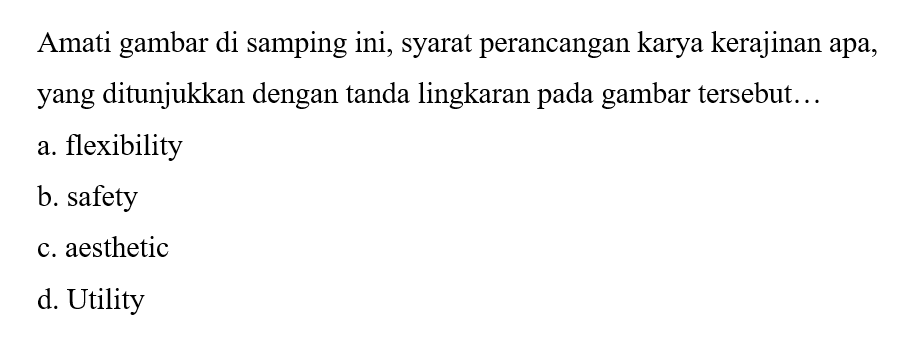 Amati gambar di samping ini, syarat perancangan karya kerajinan apa,
yang ditunjukkan dengan tanda lingkaran pada gambar tersebut…
a. flexibility
b. safety
c. aesthetic
d. Utility